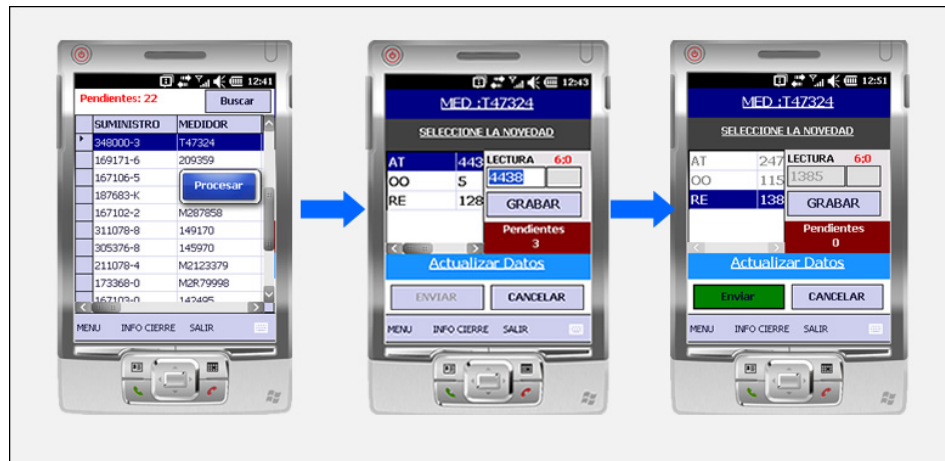 12:41
Pendientes: 22 Buscar
SUMINISTRO MEDIDOR
348000-3 T47324
169171-6 209359
167106-5
187683-K
Procesar
167102-2 M287858
311078-8 149170
305376-8 145970
211078-4 M2123379
173368-0 M2R79998
167103-0 142495
MENU INFO CIERRE SALIR
12:43
MED :T47324
SELECCIONE LA NOVEDAD
AT 443 LECTURA 6;0
OO 5 4438
RE 128 GRABAR
Pendientes
3
Actualizar Datos
ENVIAR CANCELAR
MENU INFO CIERRE SALIR
12:51
MED :T47324
SELECCIONE LA NOVEDAD
AT 247 LECTURA 6;0
OO 115 1385
RE 138 GRABAR
Pendientes
0
Actualizar Datos
Enviar CANCELAR
MENU INFO CIERRE SALIR